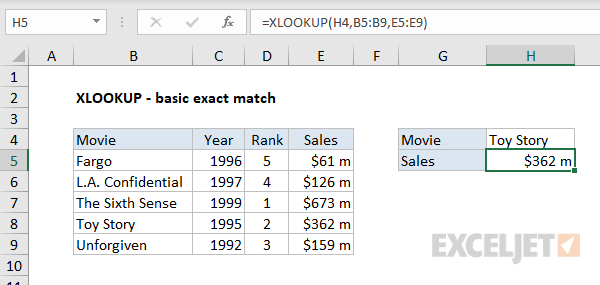 H5 fx =XLOOKUP(H4,B5:B9,E5:E9)
A B C D E F G H
1
2 XLOOKUP - basic exact match
3
4 Movie Year Rank Sales Movie Toy Story
5 Fargo 1996 5 $61 m Sales $362 m
6 L.A. Confidential 1997 4 $126 m
7 The Sixth Sense 1999 1 $673 m
8 Toy Story 1995 2 $362 m
9 Unforgiven 1992 3 $159 m
EXCELJET
10
11